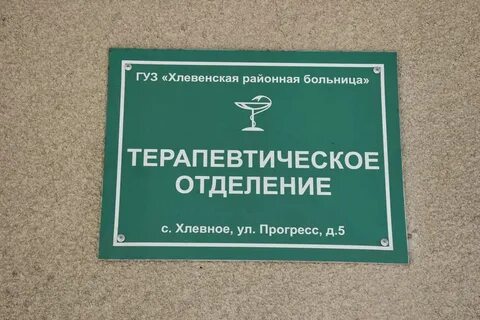 ГУЗ «Хлевенская районная больница»
ТЕРАПЕВТИЧЕСКОЕ
ОТДЕЛЕНИЕ
с. Хлевное, ул. Прогресс, д.5